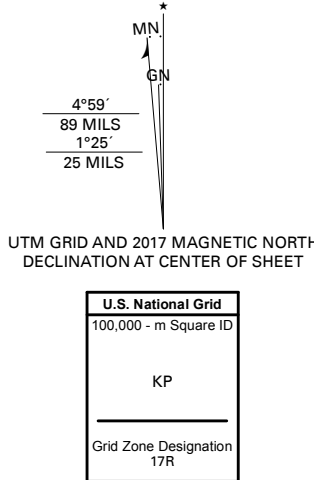 MN
GN
4°59´
89 MILS
1°25´
25 MILS
UTM GRID AND 2017 MAGNETIC NORTH
DECLINATION AT CENTER OF SHEET
U.S. National Grid
100,000 - m Square ID
KP
Grid Zone Designation
17R